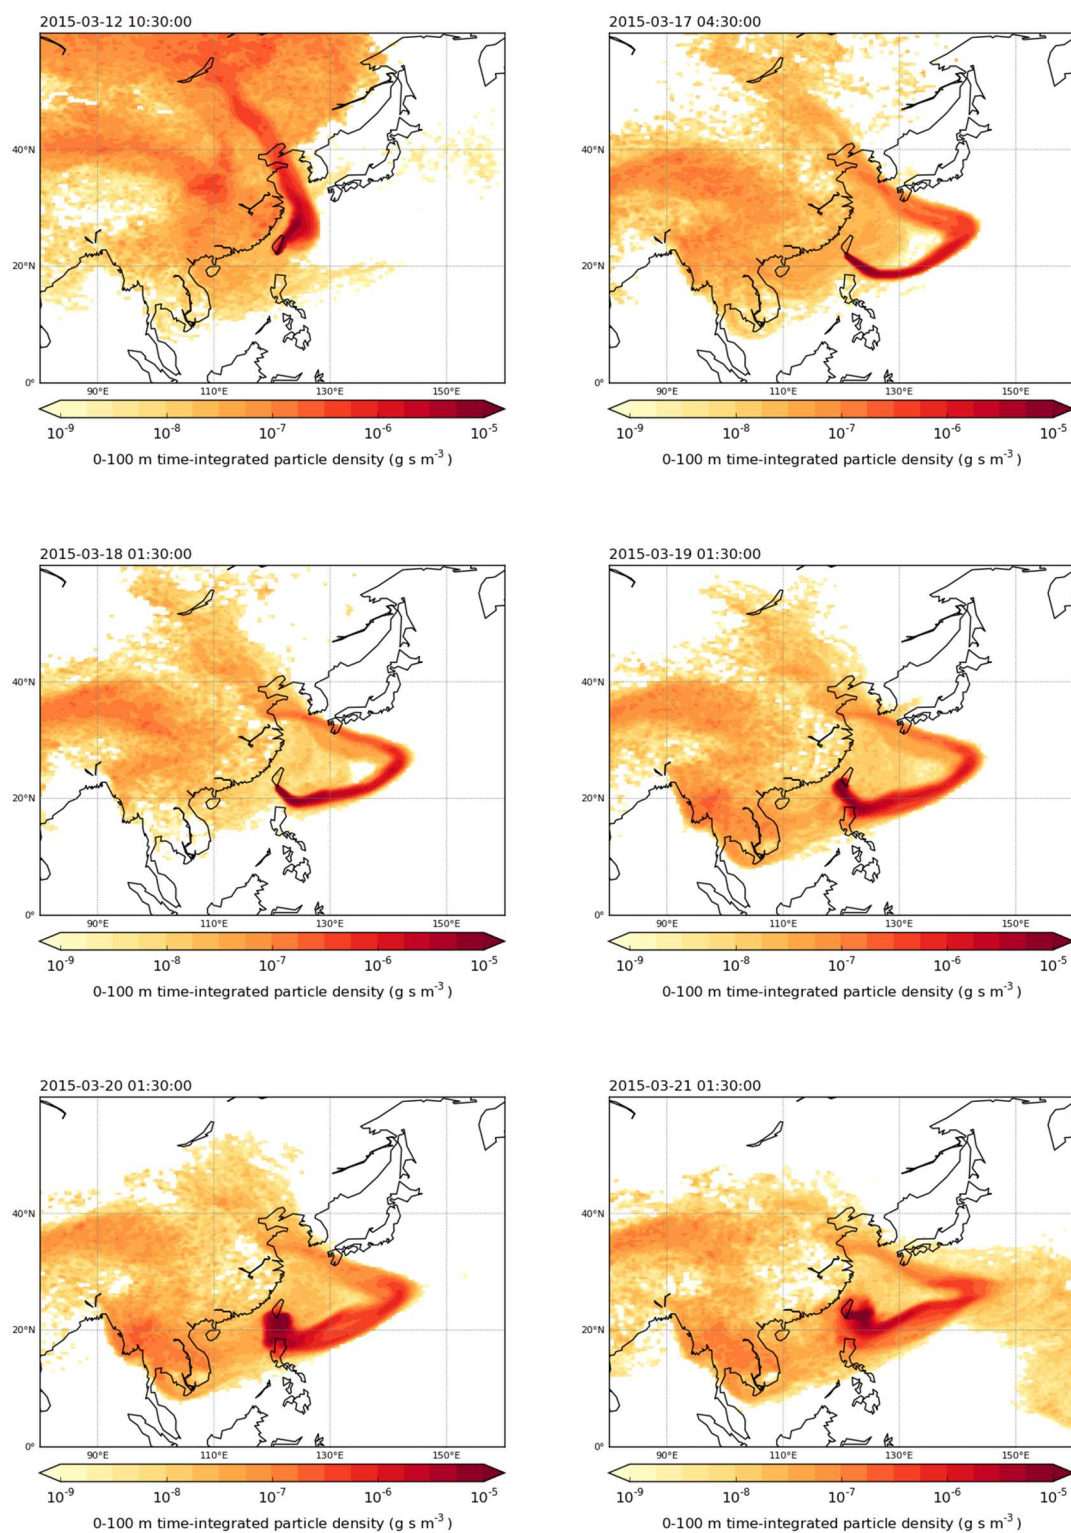 2015-03-12 10:30:00
40°N
20°N
0°
90°E 110°E 130°E 150°E
10⁻⁹ 10⁻⁸ 10⁻⁷ 10⁻⁶ 10⁻⁵
0-100 m time-integrated particle density (g s m⁻³ )
2015-03-17 04:30:00
40°N
20°N
0°
90°E 110°E 130°E 150°E
10⁻⁹ 10⁻⁸ 10⁻⁷ 10⁻⁶ 10⁻⁵
0-100 m time-integrated particle density (g s m⁻³ )
2015-03-18 01:30:00
40°N
20°N
0°
90°E 110°E 130°E 150°E
10⁻⁹ 10⁻⁸ 10⁻⁷ 10⁻⁶ 10⁻⁵
0-100 m time-integrated particle density (g s m⁻³ )
2015-03-19 01:30:00
40°N
20°N
0°
90°E 110°E 130°E 150°E
10⁻⁹ 10⁻⁸ 10⁻⁷ 10⁻⁶ 10⁻⁵
0-100 m time-integrated particle density (g s m⁻³ )
2015-03-20 01:30:00
40°N
20°N
0°
90°E 110°E 130°E 150°E
10⁻⁹ 10⁻⁸ 10⁻⁷ 10⁻⁶ 10⁻⁵
0-100 m time-integrated particle density (g s m⁻³ )
2015-03-21 01:30:00
40°N
20°N
0°
90°E 110°E 130°E 150°E
10⁻⁹ 10⁻⁸ 10⁻⁷ 10⁻⁶ 10⁻⁵
0-100 m time-integrated particle density (g s m⁻³ )